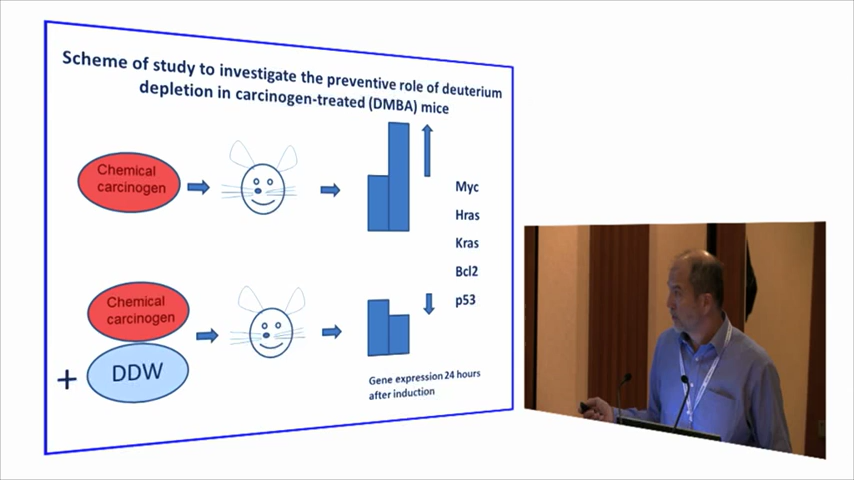 Scheme of study to investigate the preventive role of deuterium
depletion in carcinogen-treated (DMBA) mice
Chemical
carcinogen
Myc
Hras
Kras
Bcl2
p53
Chemical
carcinogen
+ DDW
Gene expression 24 hours
after induction